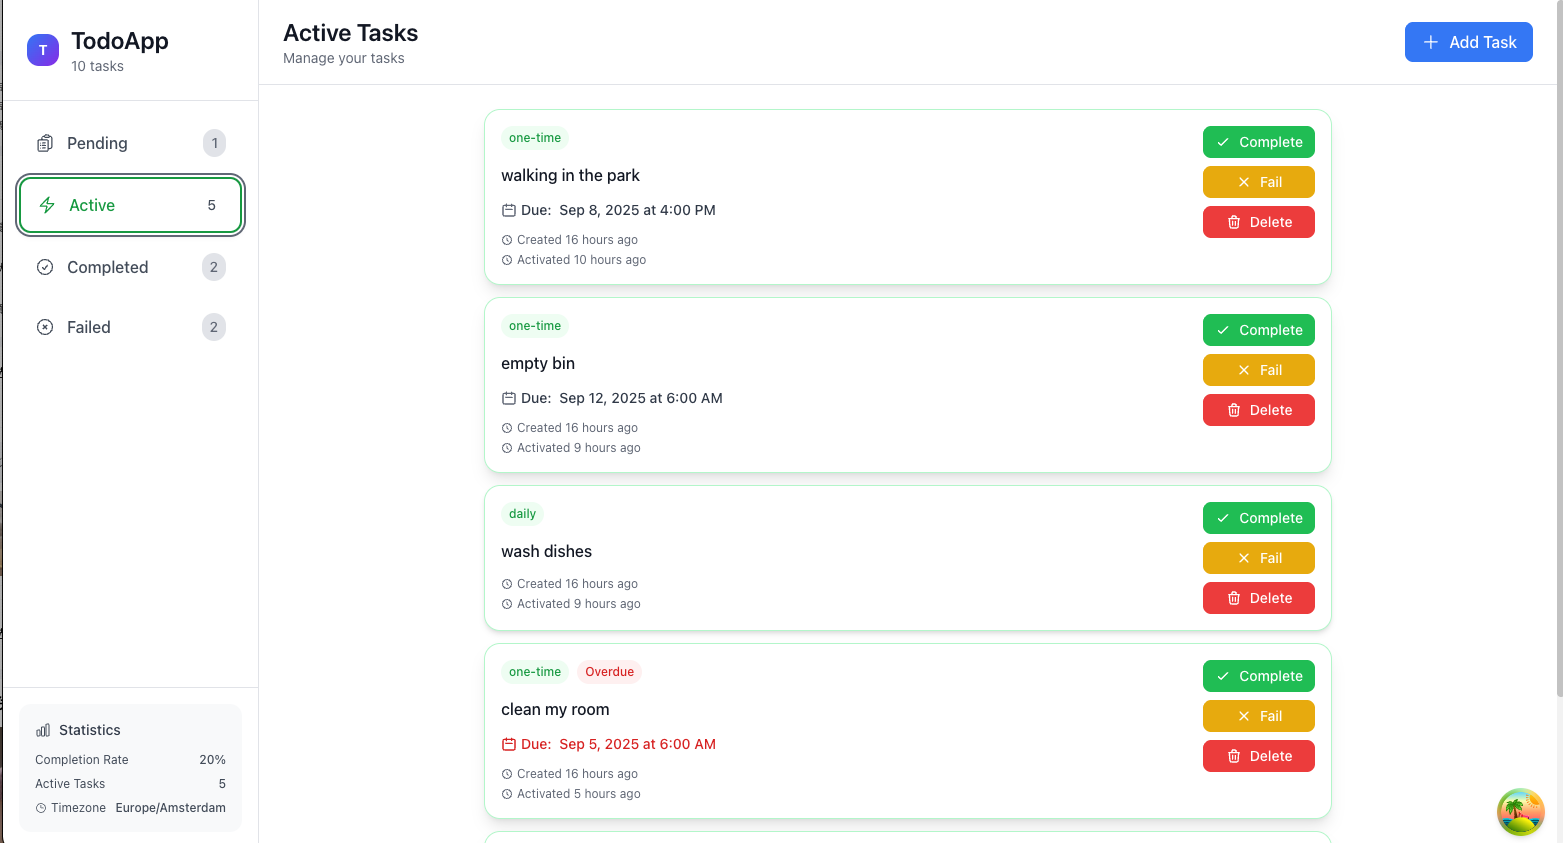 T
TodoApp
10 tasks
Pending 1
Active 5
Completed 2
Failed 2
Statistics
Completion Rate 20%
Active Tasks 5
Timezone Europe/Amsterdam
Active Tasks
Manage your tasks
Add Task
one-time
walking in the park
Due: Sep 8, 2025 at 4:00 PM
Created 16 hours ago
Activated 10 hours ago
Complete
Fail
Delete
one-time
empty bin
Due: Sep 12, 2025 at 6:00 AM
Created 16 hours ago
Activated 9 hours ago
Complete
Fail
Delete
daily
wash dishes
Created 16 hours ago
Activated 9 hours ago
Complete
Fail
Delete
one-time Overdue
clean my room
Due: Sep 5, 2025 at 6:00 AM
Created 16 hours ago
Activated 5 hours ago
Complete
Fail
Delete